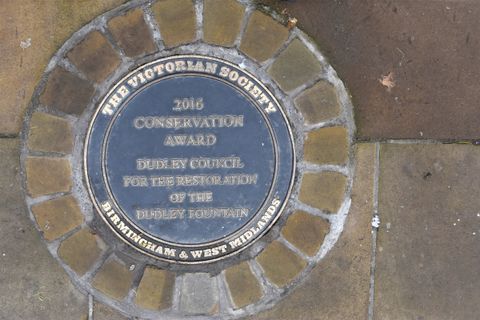 THE VICTORIAN SOCIETY
2016
CONSERVATION
AWARD
DUDLEY COUNCIL
FOR THE RESTORATION
OF THE
DUDLEY FOUNTAIN
BIRMINGHAM & WEST MIDLANDS